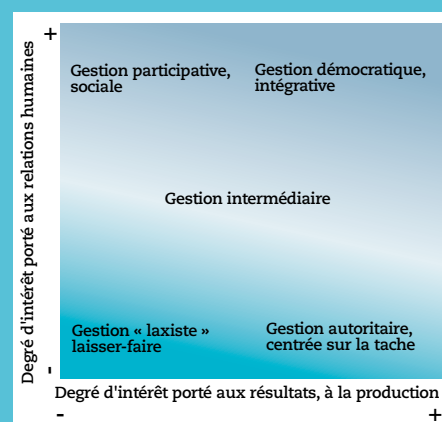 +
Degré d'intérêt porté aux relations humaines
-
Gestion participative,
sociale
Gestion démocratique,
intégrative
Gestion intermédiaire
Gestion « laxiste »
laisser-faire
Gestion autoritaire,
centrée sur la tache
Degré d'intérêt porté aux résultats, à la production
-
+